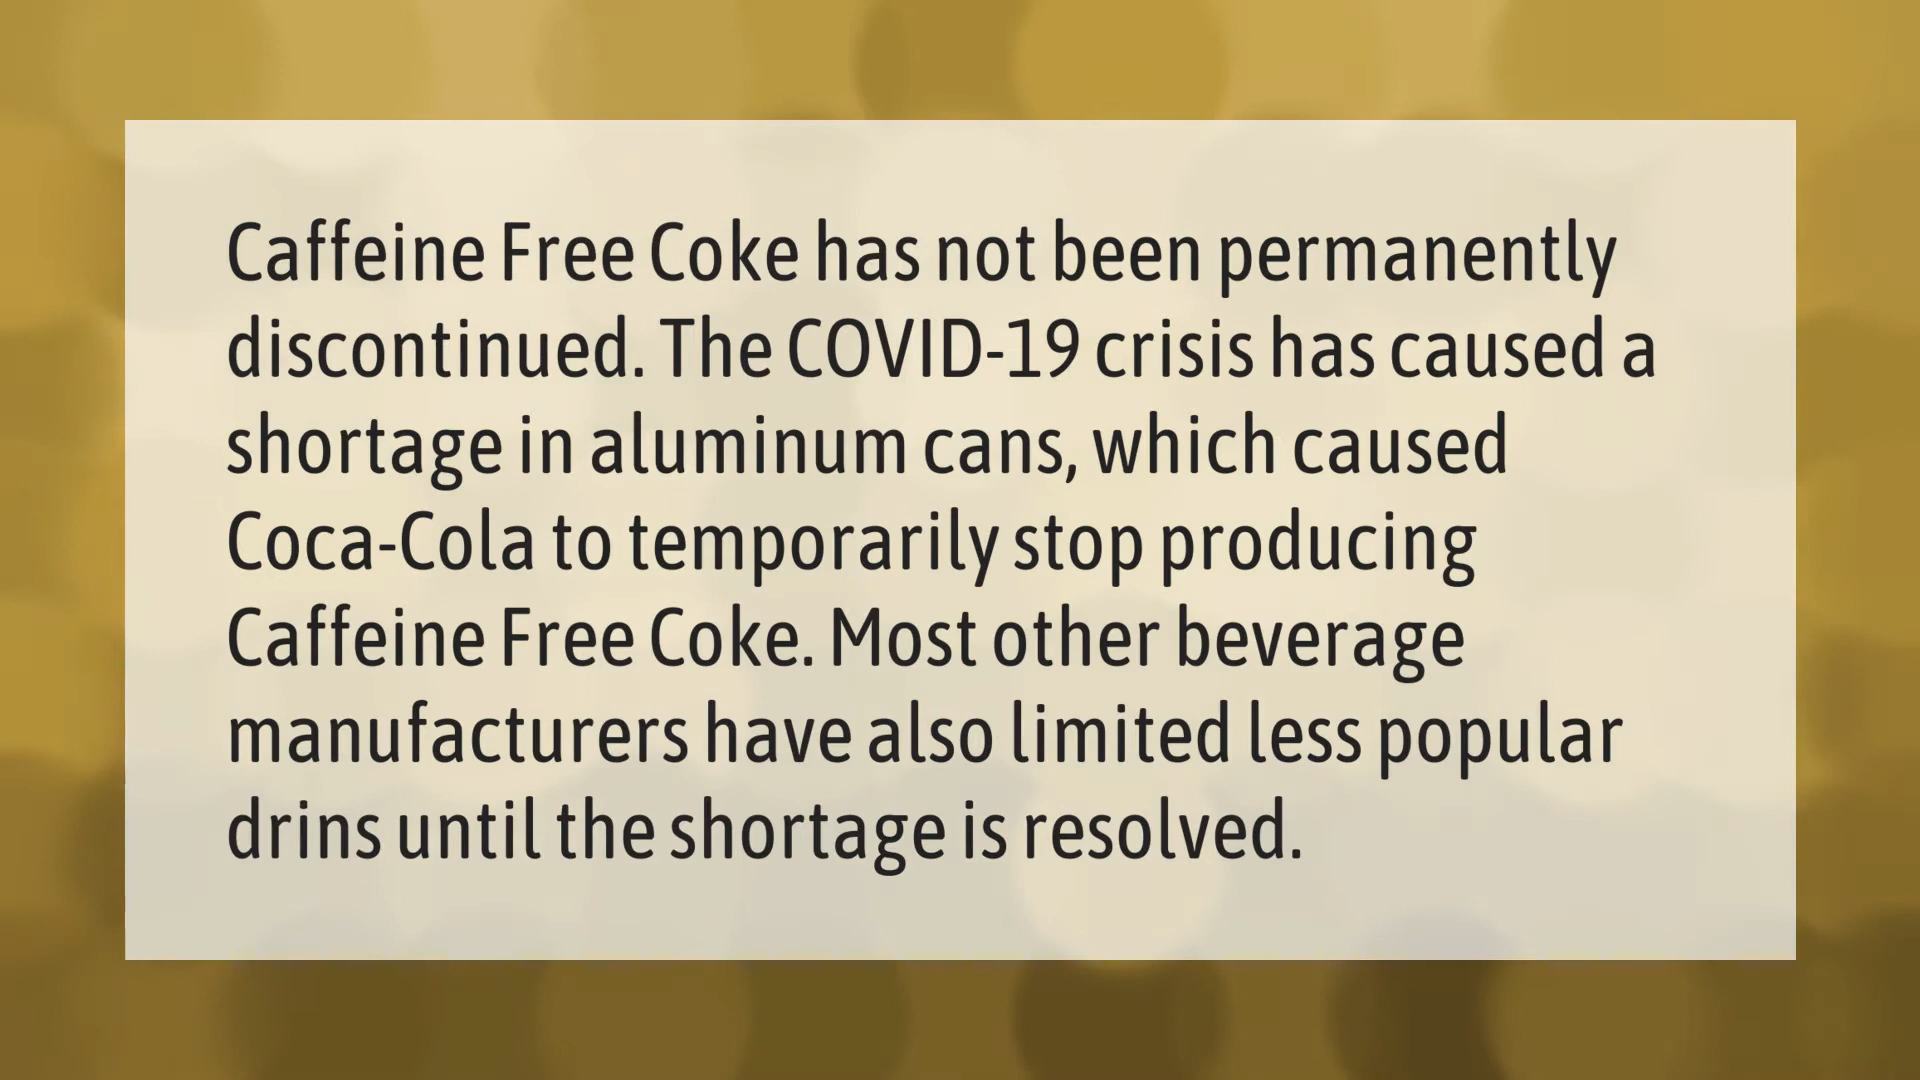 Caffeine Free Coke has not been permanently
discontinued. The COVID-19 crisis has caused a
shortage in aluminum cans, which caused
Coca-Cola to temporarily stop producing
Caffeine Free Coke. Most other beverage
manufacturers have also limited less popular
drins until the shortage is resolved.